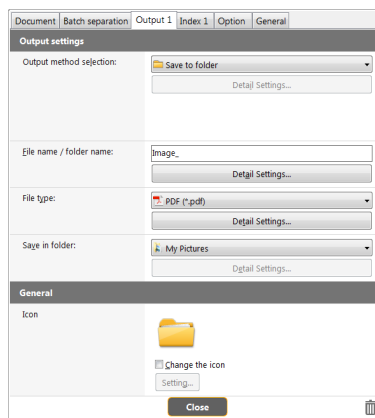 Document Batch separation Output 1 Index 1 Option General
Output settings
Output method selection: Save to folder
Detail Settings...
File name / folder name: Image_
Detail Settings...
File type: PDF (*.pdf)
Detail Settings...
Save in folder: My Pictures
Detail Settings...
General
Icon
Change the icon
Setting...
Close